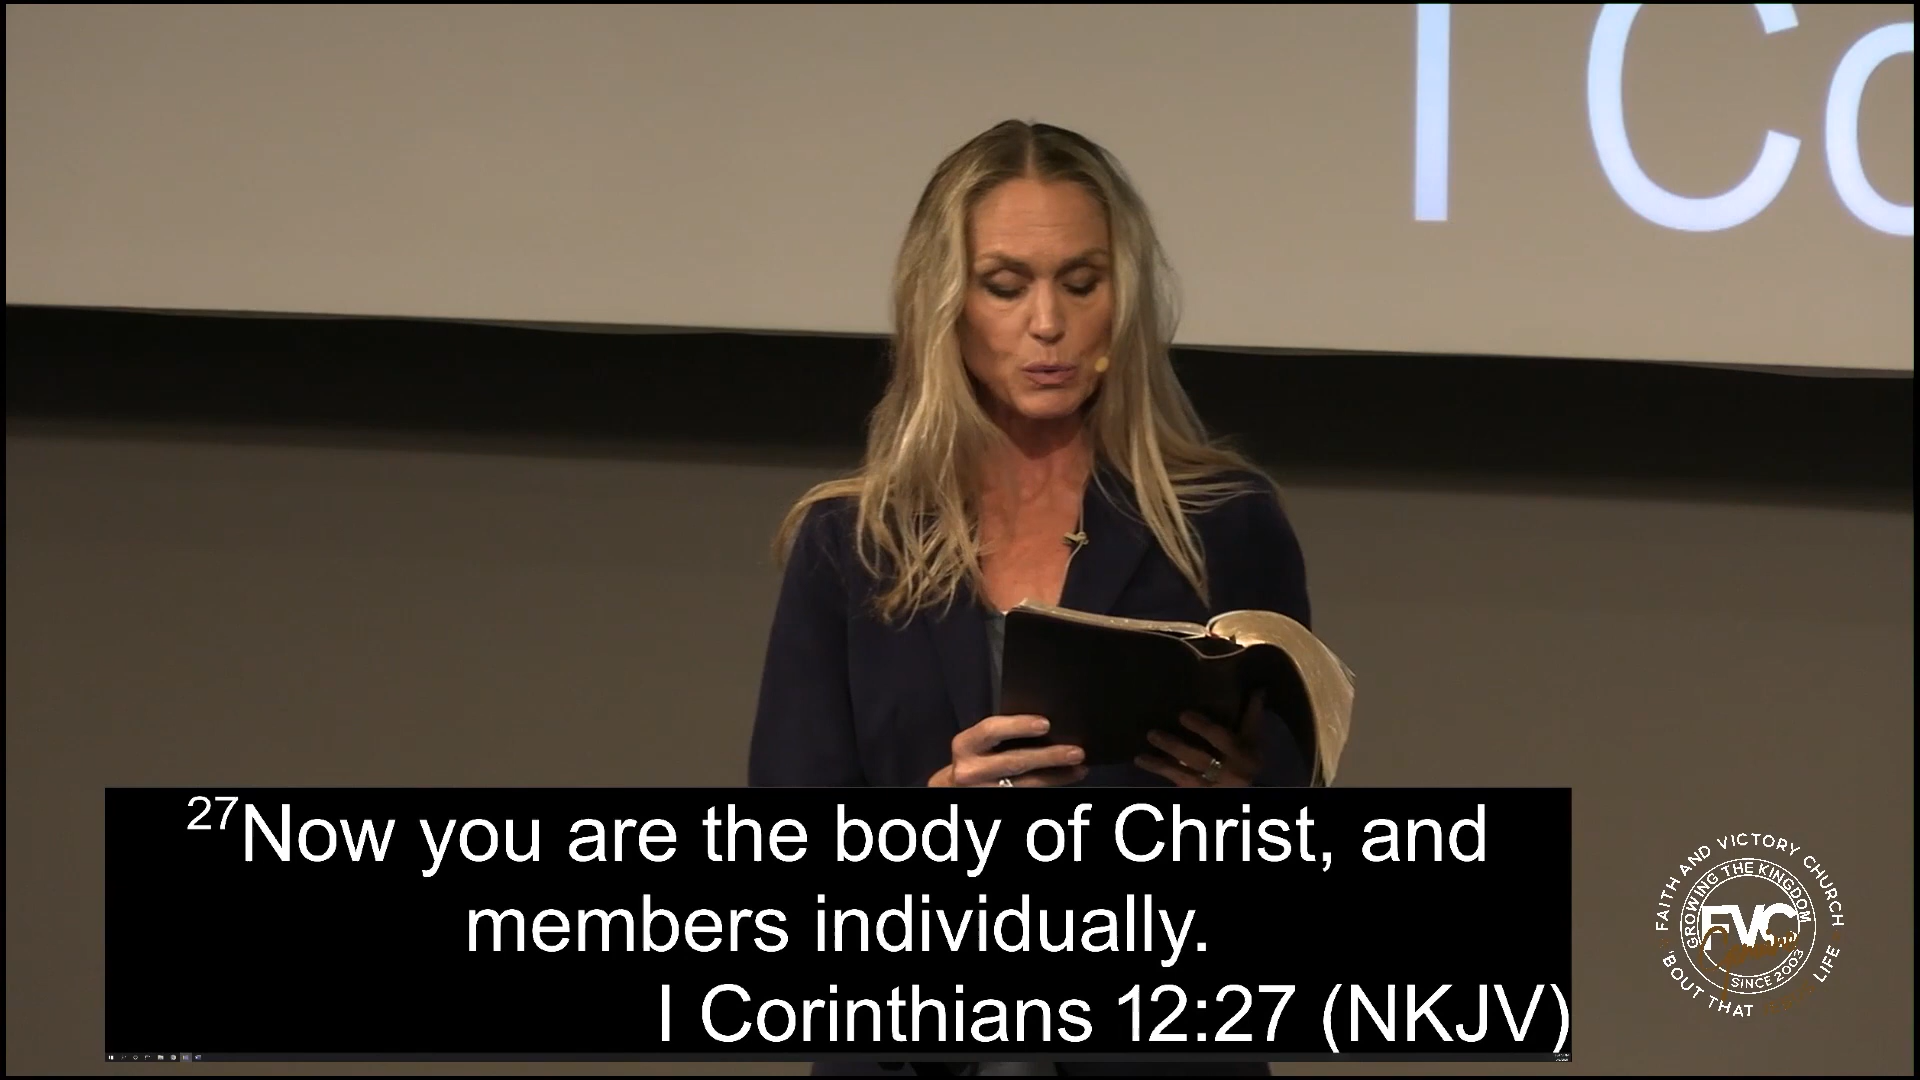 I Co
27Now you are the body of Christ, and
members individually.
I Corinthians 12:27 (NKJV)
FAITH AND VICTORY CHURCH
GROWING THE KINGDOM
FVC
SINCE 2003
'BOUT THAT
LIFE